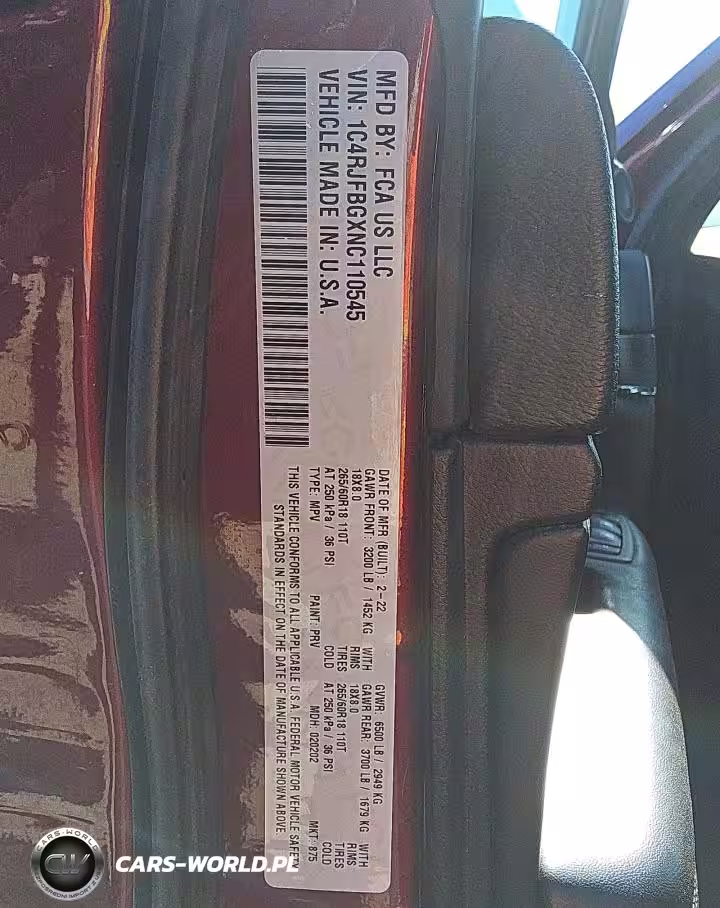 MFD BY: FCA US LLC
VIN: 1C4RJFBGXNC110545
VEHICLE MADE IN: U.S.A.
DATE OF MFR (BUILT): 2-22 GVWR: 6500 LB / 2949 KG
GAWR FRONT: 3200 LB / 1452 KG WITH GAWR REAR: 3700 LB / 1679 KG WITH
18X8.0 RIMS 18X8.0 RIMS
265/60R18 110T TIRES 265/60R18 110T TIRES
AT 250 kPa / 36 PSI COLD AT 250 kPa / 36 PSI COLD
TYPE: MPV PAINT: PRV MDH: 020202 MKT: 875
THIS VEHICLE CONFORMS TO ALL APPLICABLE U.S.A. FEDERAL MOTOR VEHICLE SAFETY
STANDARDS IN EFFECT ON THE DATE OF MANUFACTURE SHOWN ABOVE.
CARS-WORLD
CW
CARS-WORLD.PL